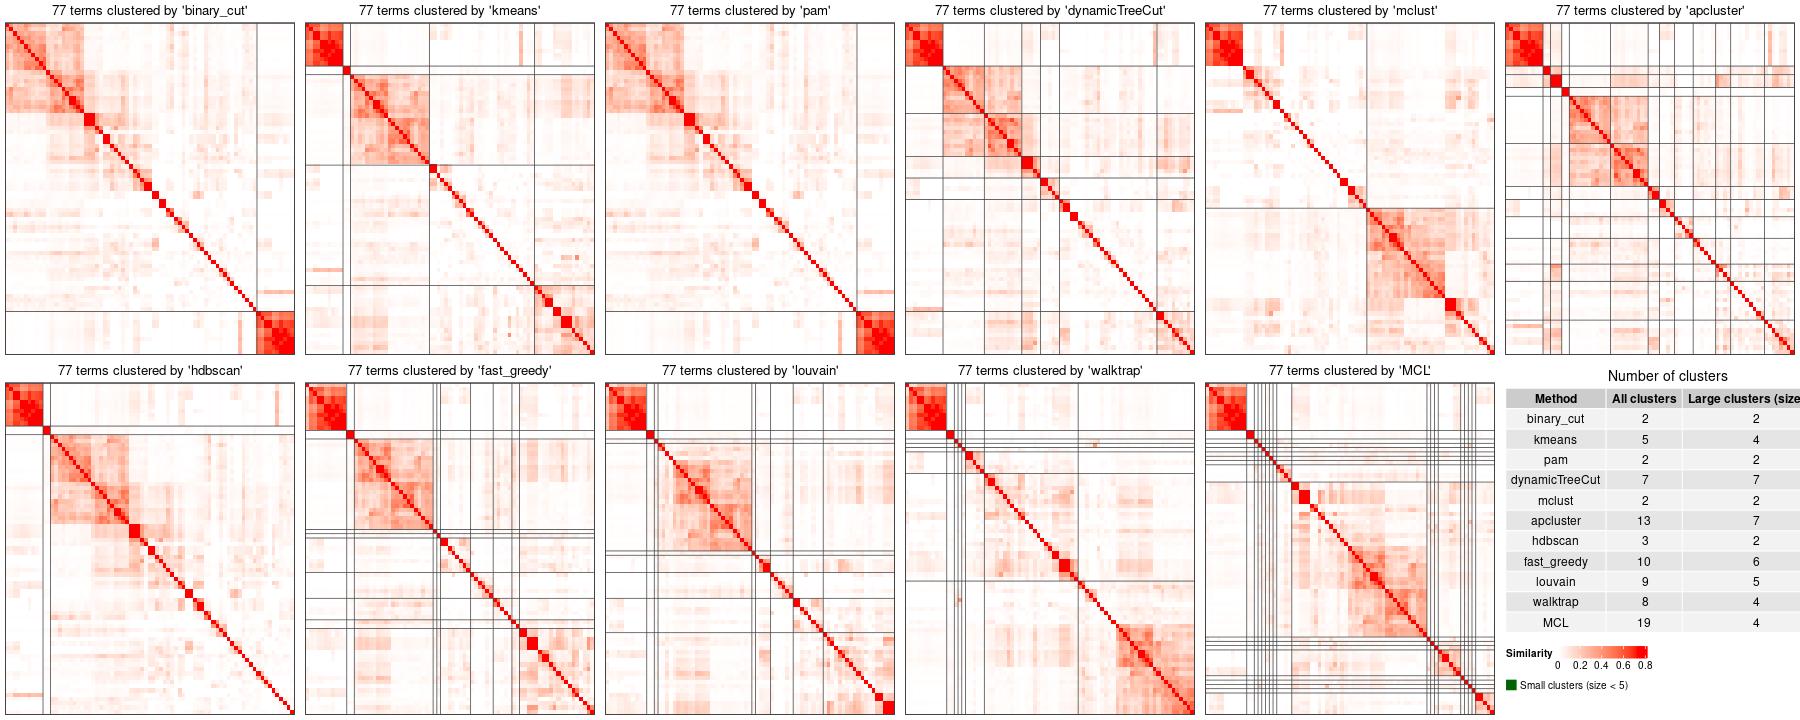 77 terms clustered by 'binary_cut'
77 terms clustered by 'kmeans'
77 terms clustered by 'pam'
77 terms clustered by 'dynamicTreeCut'
77 terms clustered by 'mclust'
77 terms clustered by 'apcluster'
77 terms clustered by 'hdbscan'
77 terms clustered by 'fast_greedy'
77 terms clustered by 'louvain'
77 terms clustered by 'walktrap'
77 terms clustered by 'MCL'
Number of clusters
Method All clusters Large clusters (size
binary_cut 2 2
kmeans 5 4
pam 2 2
dynamicTreeCut 7 7
mclust 2 2
apcluster 13 7
hdbscan 3 2
fast_greedy 10 6
louvain 9 5
walktrap 8 4
MCL 19 4
Similarity
0 0.2 0.4 0.6 0.8
Small clusters (size < 5)